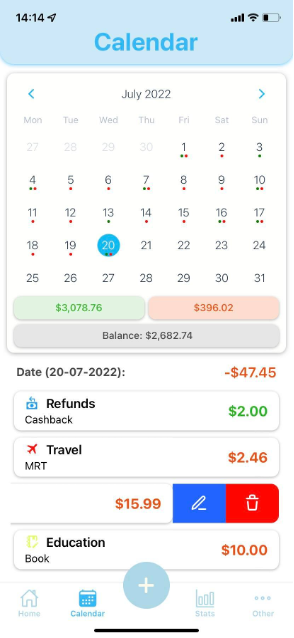 14:14
Calendar
July 2022
Mon Tue Wed Thu Fri Sat Sun
27 28 29 30 1 2 3
4 5 6 7 8 9 10
11 12 13 14 15 16 17
18 19 20 21 22 23 24
25 26 27 28 29 30 31
$3,078.76 $396.02
Balance: $2,682.74
Date (20-07-2022): -$47.45
Refunds
Cashback
$2.00
Travel
MRT
$2.46
$15.99
Education
Book
$10.00
+
Home Calendar Stats Other